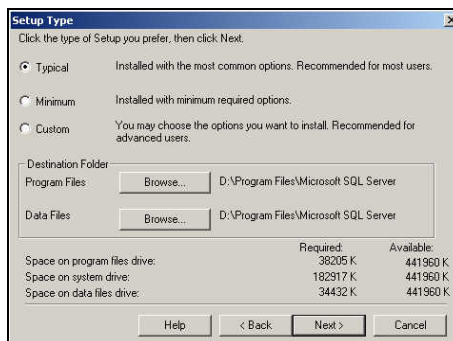 Setup Type
Click the type of Setup you prefer, then click Next.
Typical Installed with the most common options. Recommended for most users.
Minimum Installed with minimum required options.
Custom You may choose the options you want to install. Recommended for
advanced users.
Destination Folder
Program Files Browse... D:\Program Files\Microsoft SQL Server
Data Files Browse... D:\Program Files\Microsoft SQL Server
Required: Available:
Space on program files drive: 38205 K 441960 K
Space on system drive: 182917 K 441960 K
Space on data files drive: 34432 K 441960 K
Help < Back Next > Cancel